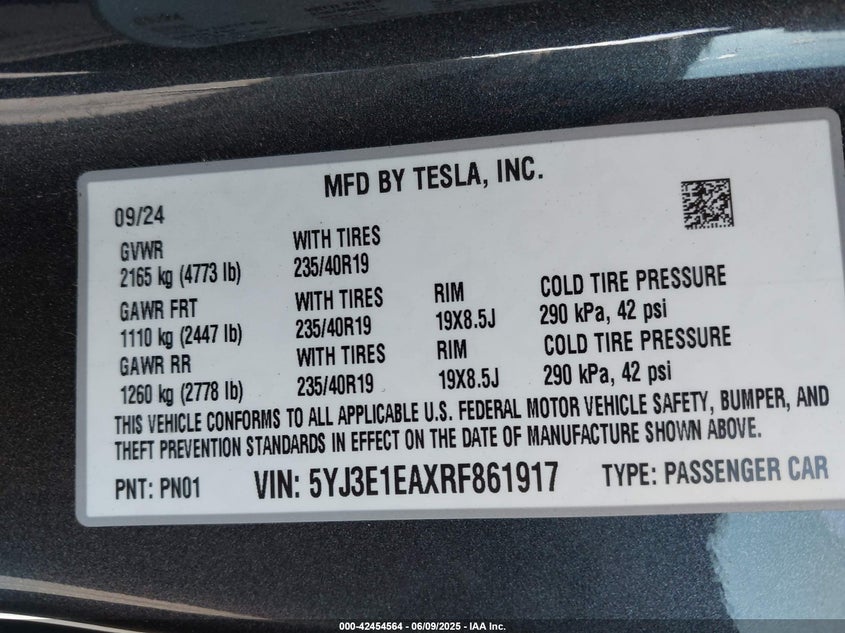 MFD BY TESLA, INC.
09/24
GVWR WITH TIRES
2165 kg (4773 lb) 235/40R19
GAWR FRT WITH TIRES RIM COLD TIRE PRESSURE
1110 kg (2447 lb) 235/40R19 19X8.5J 290 kPa, 42 psi
GAWR RR WITH TIRES RIM COLD TIRE PRESSURE
1260 kg (2778 lb) 235/40R19 19X8.5J 290 kPa, 42 psi
THIS VEHICLE CONFORMS TO ALL APPLICABLE U.S. FEDERAL MOTOR VEHICLE SAFETY, BUMPER, AND
THEFT PREVENTION STANDARDS IN EFFECT ON THE DATE OF MANUFACTURE SHOWN ABOVE.
PNT: PN01 VIN: 5YJ3E1EAXRF861917 TYPE: PASSENGER CAR
000-42454564 - 06/09/2025 - IAA Inc.